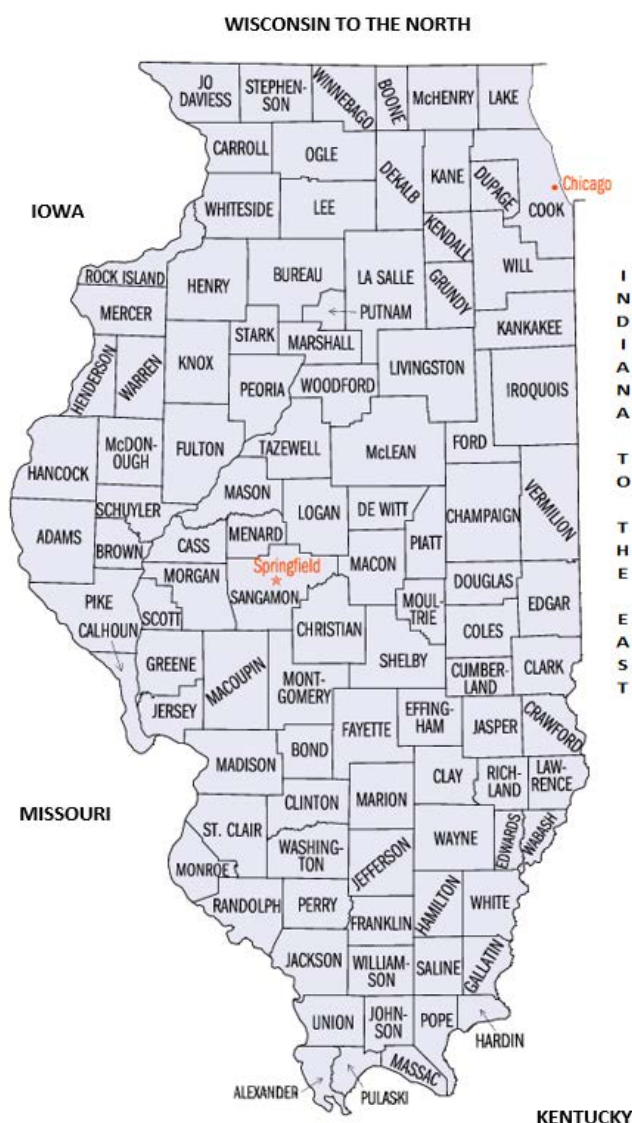 WISCONSIN TO THE NORTH
JO
DAVIESS
STEPHEN-
SON
WINNEBAGO
BOONE
McHENRY
LAKE
CARROLL
OGLE
DEKALB
KANE
DUPAGE
Chicago
COOK
IOWA
WHITESIDE
LEE
KENDALL
WILL
INDIANA TO THE EAST
ROCK ISLAND
HENRY
BUREAU
LA SALLE
GRUNDY
MERCER
PUTNAM
KANKAKEE
STARK
MARSHALL
HENDERSON
WARREN
KNOX
PEORIA
WOODFORD
LIVINGSTON
IROQUOIS
McDON-
OUGH
FULTON
TAZEWELL
McLEAN
FORD
HANCOCK
MASON
SCHUYLER
LOGAN
DE WITT
CHAMPAIGN
VERMILION
ADAMS
BROWN
CASS
MENARD
PIATT
MACON
Springfield
MORGAN
SANGAMON
DOUGLAS
EDGAR
PIKE
SCOTT
CHRISTIAN
MOUL-
TRIE
COLES
CALHOUN
GREENE
MACOUPIN
SHELBY
CUMBER-
LAND
CLARK
MONT-
GOMERY
JERSEY
FAYETTE
EFFING-
HAM
JASPER
CRAWFORD
BOND
MADISON
CLAY
RICH-
LAND
LAW-
RENCE
MISSOURI
CLINTON
MARION
ST. CLAIR
WAYNE
EDWARDS
WABASH
WASHING-
TON
JEFFERSON
MONROE
RANDOLPH
PERRY
HAMILTON
WHITE
FRANKLIN
JACKSON
WILLIAM-
SON
SALINE
GALLATIN
UNION
JOHN-
SON
POPE
HARDIN
MASSAC
ALEXANDER
PULASKI
KENTUCKY